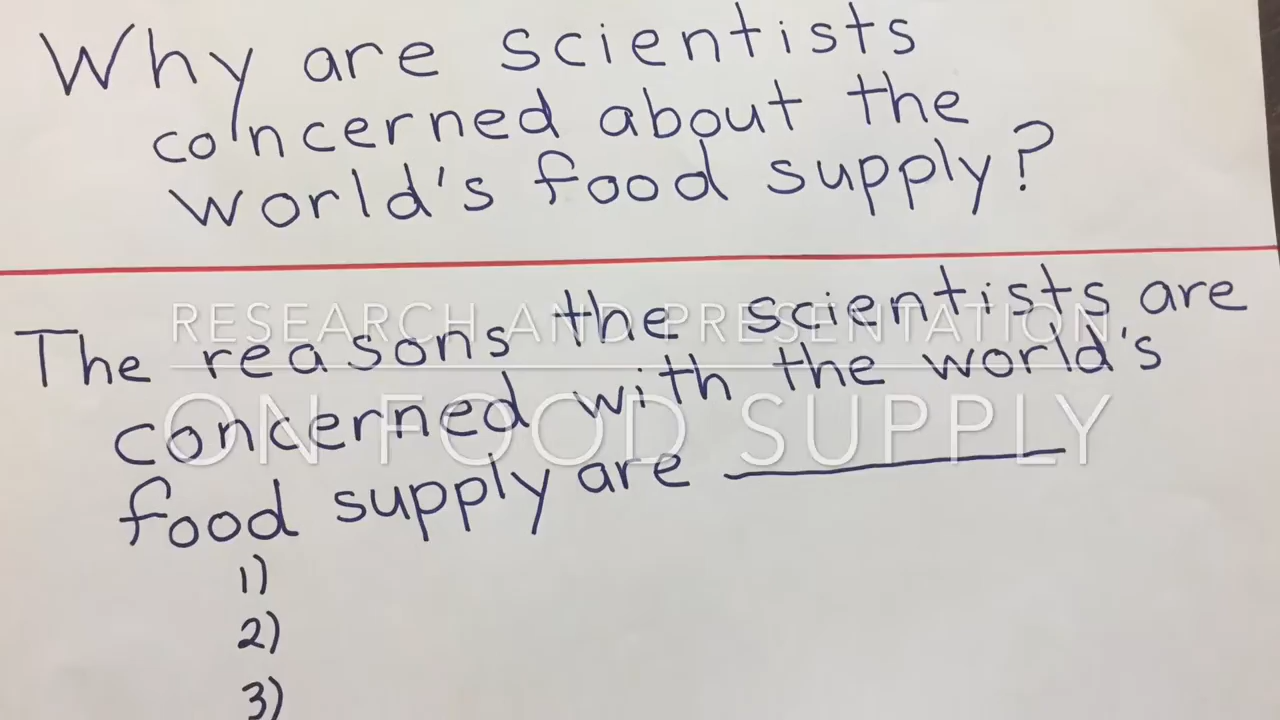 Why are scientists
concerned about the
world's food supply?
RESEARCH AND PRESENTATION
ON FOOD SUPPLY
The reasons the scientists are
concerned with the world's
food supply are
1)
2)
3)